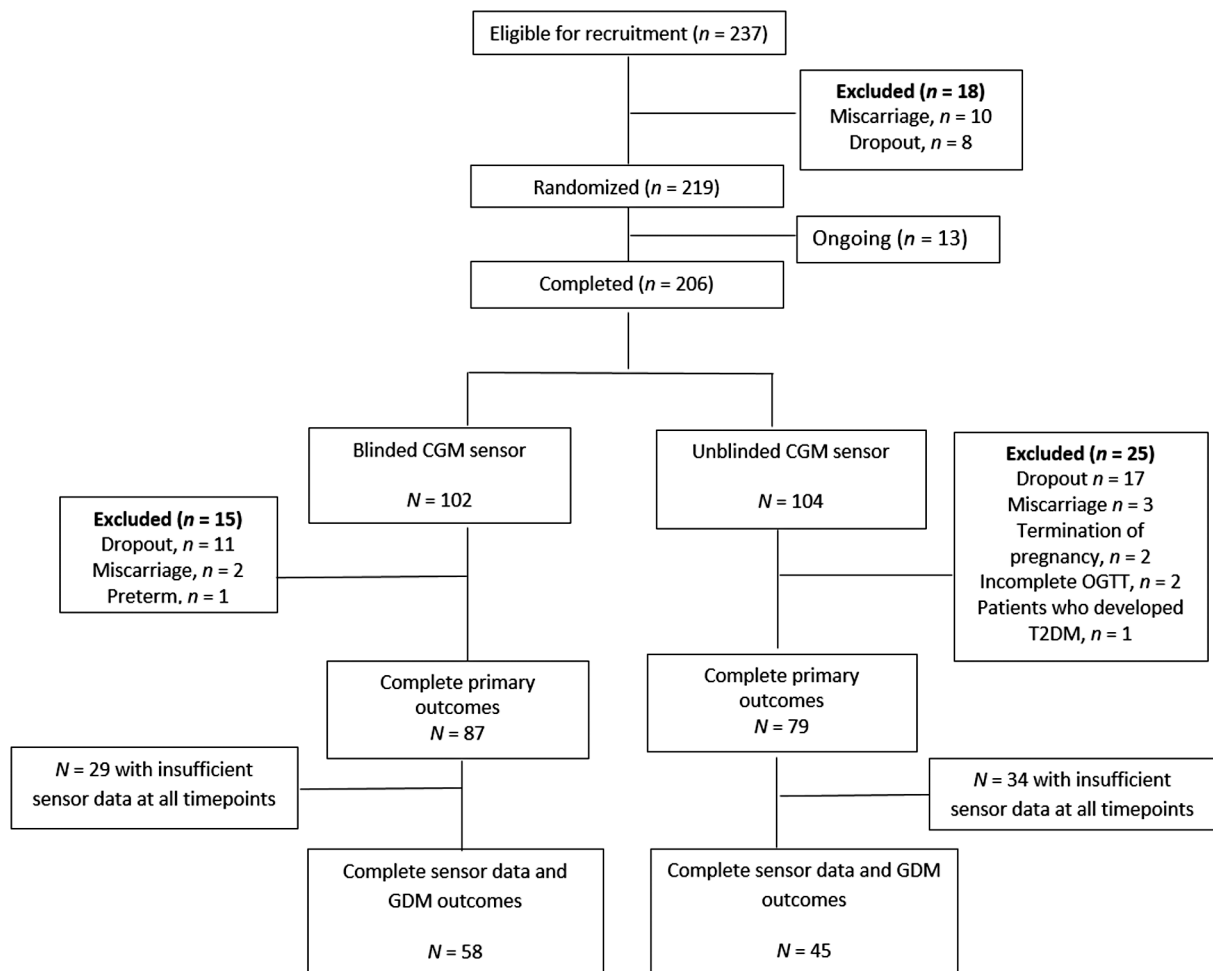 Eligible for recruitment (n = 237)
Excluded (n = 18)
Miscarriage, n = 10
Dropout, n = 8
Randomized (n = 219)
Ongoing (n = 13)
Completed (n = 206)
Blinded CGM sensor
N = 102
Unblinded CGM sensor
N = 104
Excluded (n = 15)
Dropout, n = 11
Miscarriage, n = 2
Preterm, n = 1
Excluded (n = 25)
Dropout n = 17
Miscarriage n = 3
Termination of
pregnancy, n = 2
Incomplete OGTT, n = 2
Patients who developed
T2DM, n = 1
Complete primary
outcomes
N = 87
Complete primary
outcomes
N = 79
N = 29 with insufficient
sensor data at all timepoints
N = 34 with insufficient
sensor data at all timepoints
Complete sensor data and
GDM outcomes
N = 58
Complete sensor data and GDM
outcomes
N = 45